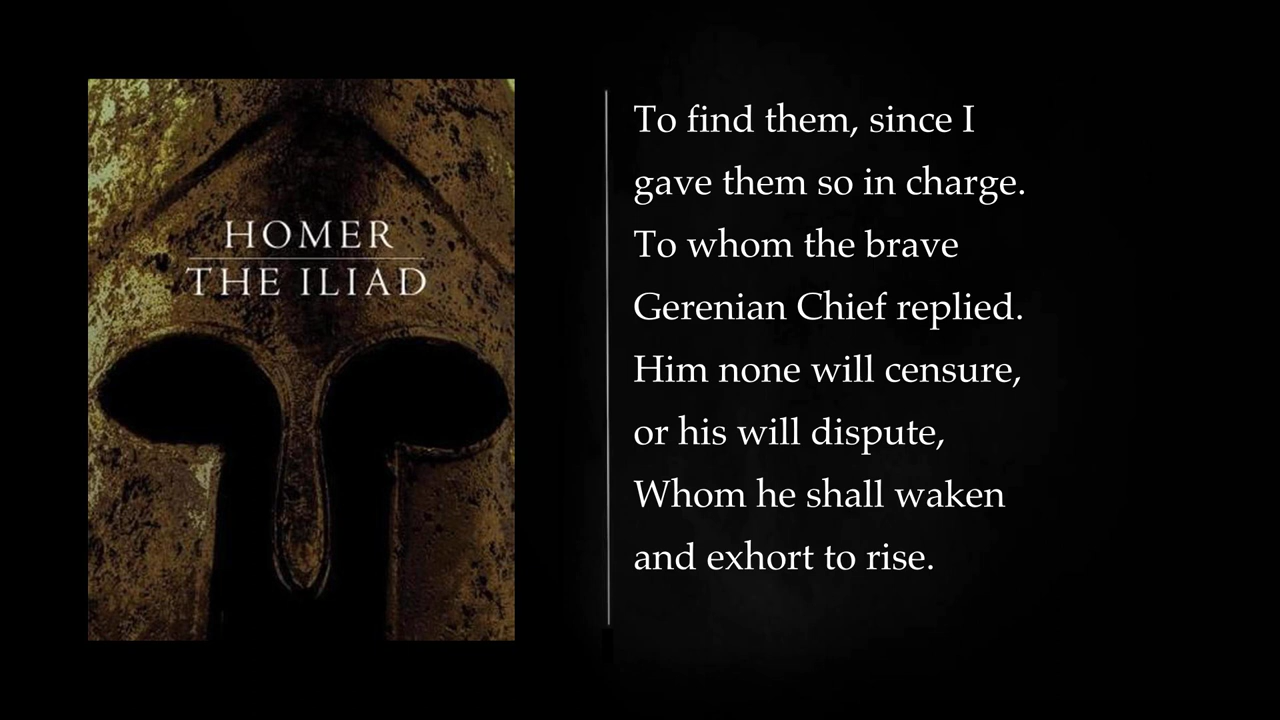 HOMER
THE ILIAD
To find them, since I
gave them so in charge.
To whom the brave
Gerenian Chief replied.
Him none will censure,
or his will dispute,
Whom he shall waken
and exhort to rise.